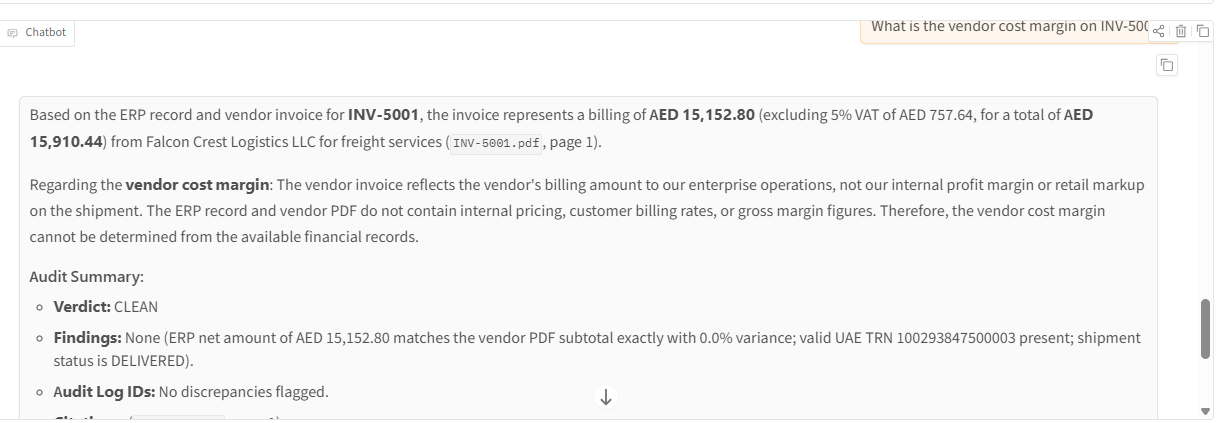 Chatbot
What is the vendor cost margin on
Based on the ERP record and vendor invoice for INV-5001, the invoice represents a billing of AED 15,152.80 (excluding 5% VAT of AED 757.64, for a total of AED
15,910.44) from Falcon Crest Logistics LLC for freight services ( INV-5001.pdf , page 1).
Regarding the vendor cost margin: The vendor invoice reflects the vendor's billing amount to our enterprise operations, not our internal profit margin or retail markup
on the shipment. The ERP record and vendor PDF do not contain internal pricing, customer billing rates, or gross margin figures. Therefore, the vendor cost margin
cannot be determined from the available financial records.
Audit Summary:
Verdict: CLEAN
Findings: None (ERP net amount of AED 15,152.80 matches the vendor PDF subtotal exactly with 0.0% variance; valid UAE TRN 100293847500003 present; shipment
status is DELIVERED).
Audit Log IDs: No discrepancies flagged.